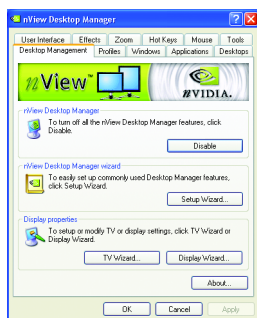 nView Desktop Manager
User Interface Effects Zoom Hot Keys Mouse Tools
Desktop Management Profiles Windows Applications Desktops
nView™
NVIDIA.
nView Desktop Manager
To turn off all the nView Desktop Manager features, click
Disable.
Disable
nView Desktop Manager wizard
To easily set up commonly used Desktop Manager features,
click Setup Wizard.
Setup Wizard...
Display properties
To setup or modify TV or display settings, click TV Wizard or
Display Wizard.
TV Wizard... Display Wizard...
About...
OK Cancel Apply